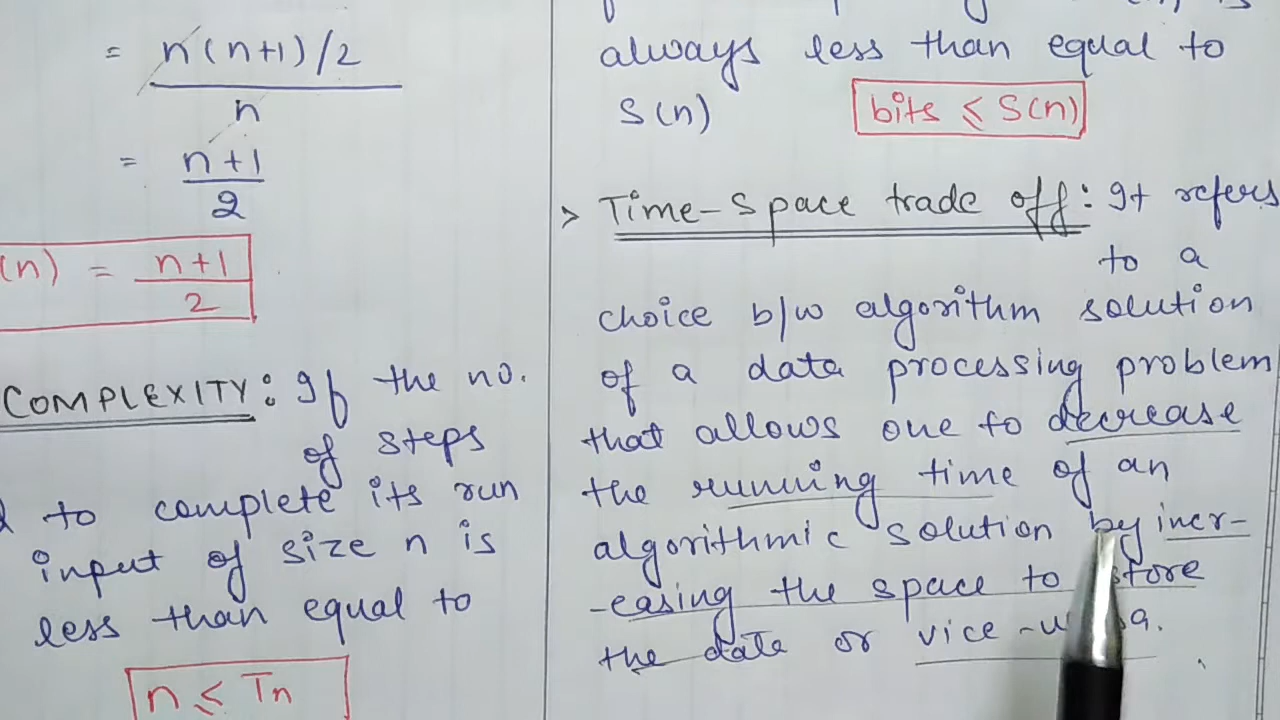 = n(n+1)/2
n
= n+1
2
(n) = n+1
2
COMPLEXITY: If the no.
of steps
to complete its run
input of size n is
less than equal to
n ≤ Tn
always less than equal to
S(n) bits ≤ S(n)
> Time-Space trade off: It refers
to a
choice b/w algorithm solution
of a data processing problem
that allows one to decrease
the running time of an
algorithmic solution by incr-
-easing the space to store
the data or vice-